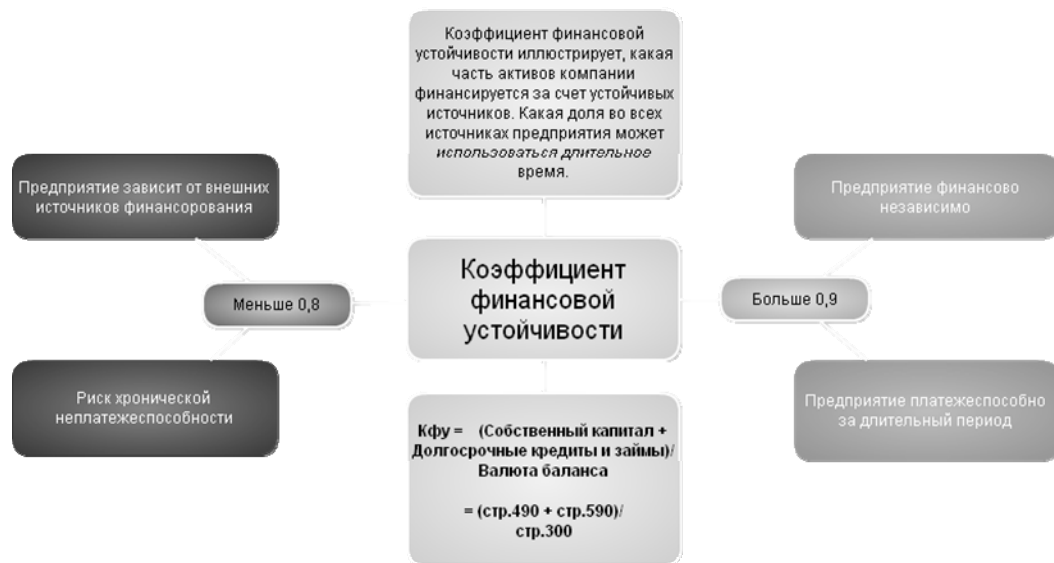 Коэффициент финансовой
устойчивости иллюстрирует, какая
часть активов компании
финансируется за счет устойчивых
источников. Какая доля во всех
источниках предприятия может
использоваться длительное
время.
Предприятие зависит от внешних
источников финансорования
Предприятие финансово
независимо
Меньше 0,8
Коэффициент
финансовой
устойчивости
Больше 0,9
Риск хронической
неплатежеспособности
Предприятие платежеспособно
за длительный период
Кфу = (Собственный капитал +
Долгосрочные кредиты и займы)/
Валюта баланса
= (стр.490 + стр.590)/
стр.300